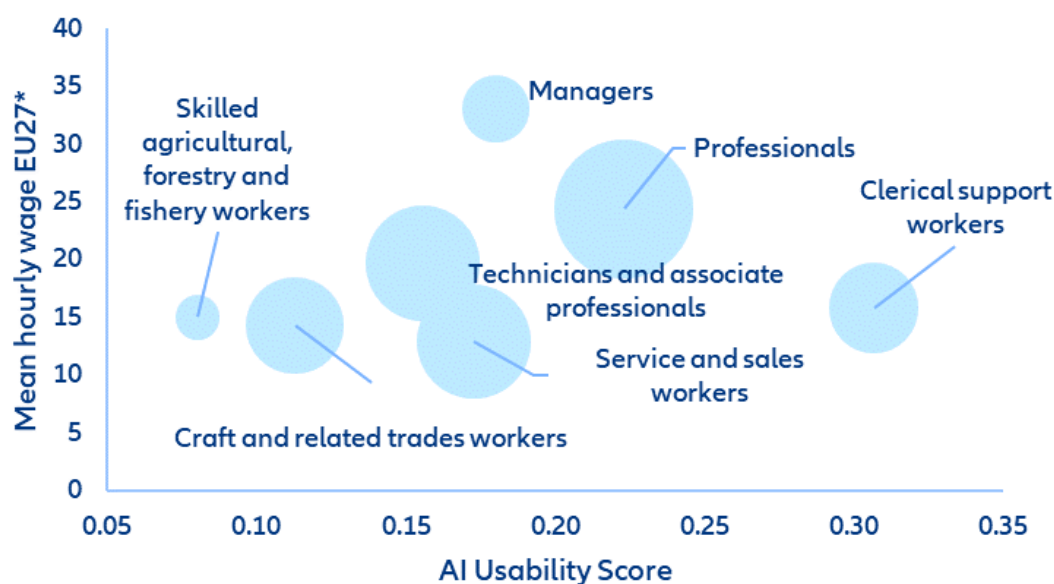 Mean hourly wage EU27*
40
35
30
25
20
15
10
5
0
Managers
Skilled
agricultural,
forestry and
fishery workers
Professionals
Clerical support
workers
Technicians and associate
professionals
Service and sales
workers
Craft and related trades workers
0.05 0.10 0.15 0.20 0.25 0.30 0.35
AI Usability Score